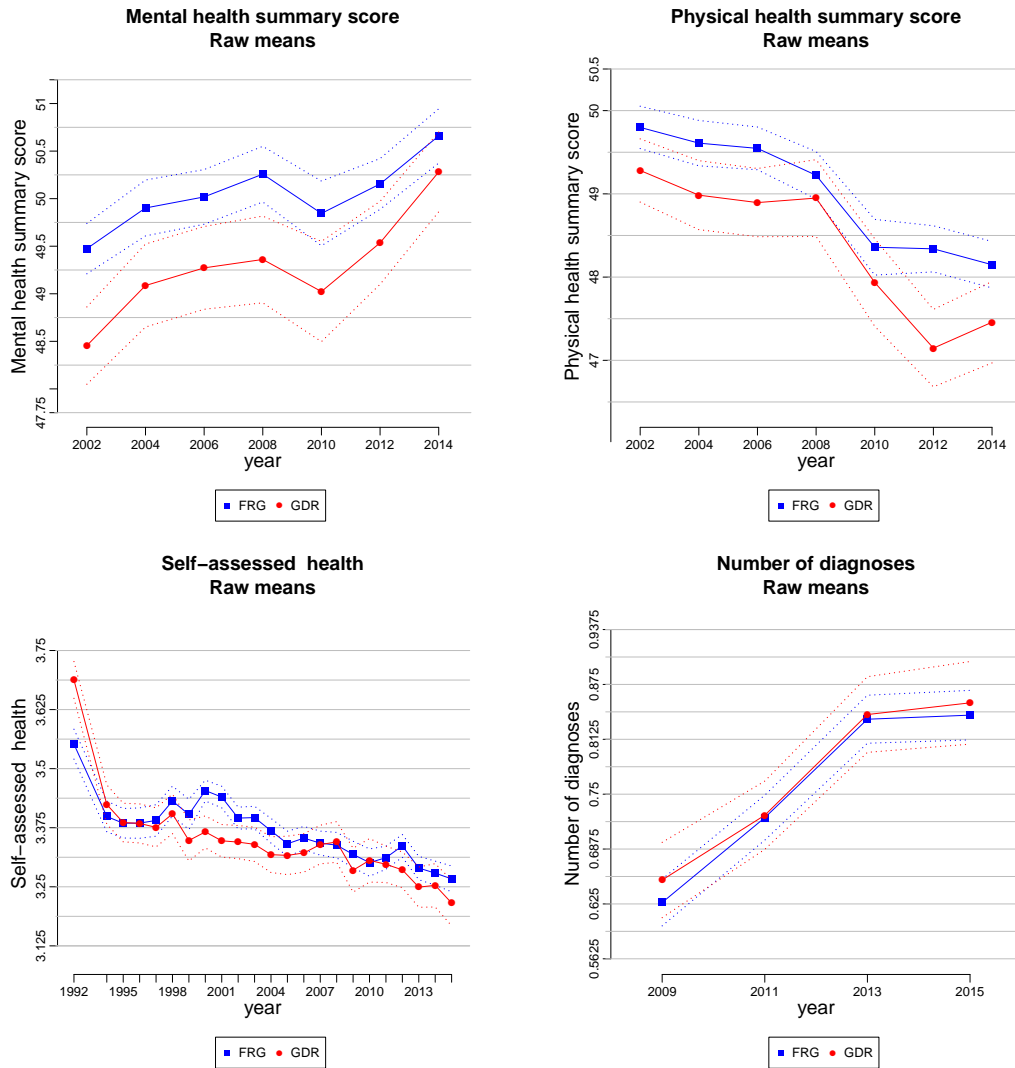 Mental health summary score
Raw means
Mental health summary score
51
50.5
50
49.5
49
48.5
47.75
2002 2004 2006 2008 2010 2012 2014
year
FRG GDR
Physical health summary score
Raw means
Physical health summary score
50.5
50
49
48
47
2002 2004 2006 2008 2010 2012 2014
year
FRG GDR
Self−assessed health
Raw means
Self−assessed health
3.75
3.625
3.5
3.375
3.25
3.125
1992 1995 1998 2001 2004 2007 2010 2013
year
FRG GDR
Number of diagnoses
Raw means
Number of diagnoses
0.9375
0.875
0.8125
0.75
0.6875
0.625
0.5625
2009 2011 2013 2015
year
FRG GDR